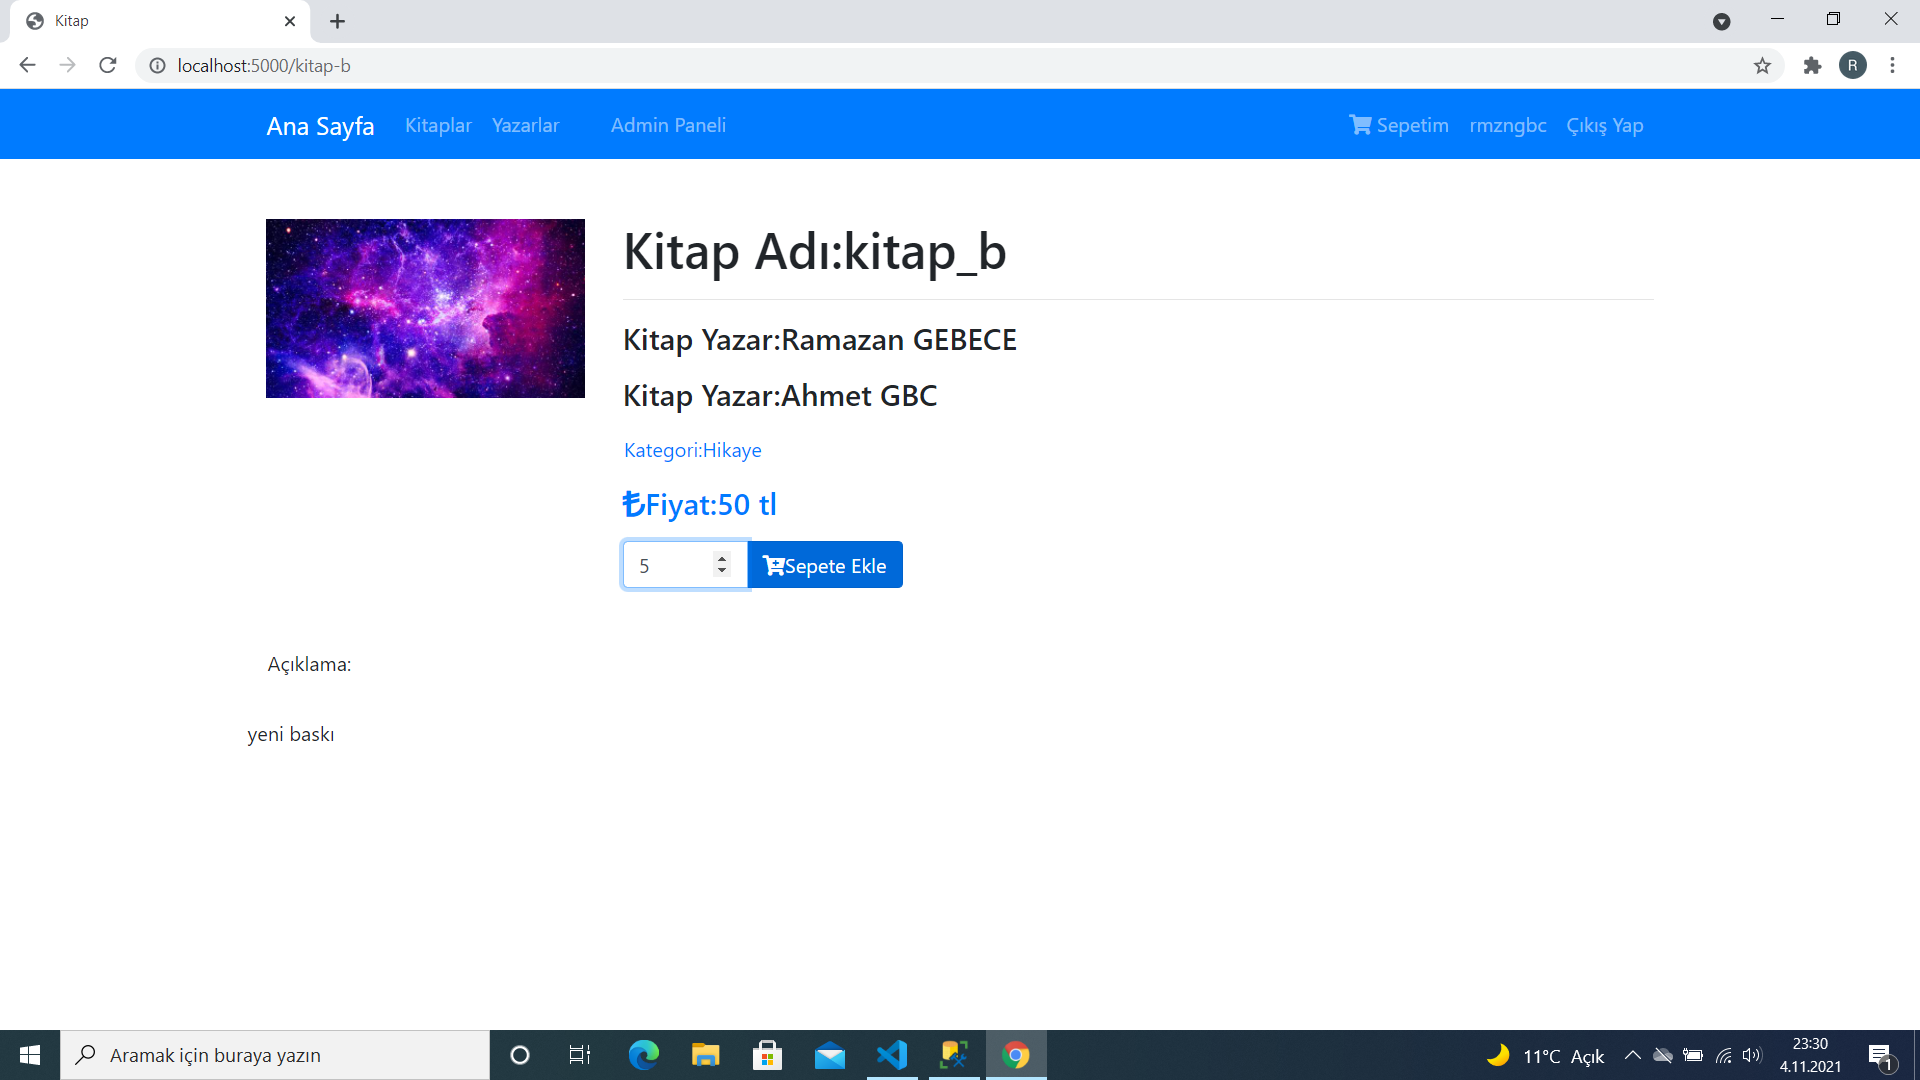 Kitap
localhost:5000/kitap-b
R
Ana Sayfa Kitaplar Yazarlar Admin Paneli Sepetim rmzngbc Çıkış Yap
Kitap Adı:kitap_b
Kitap Yazar:Ramazan GEBECE
Kitap Yazar:Ahmet GBC
Kategori:Hikaye
₺Fiyat:50 tl
5 Sepete Ekle
Açıklama:
yeni baskı
Aramak için buraya yazın
11°C Açık
23:30
4.11.2021
1